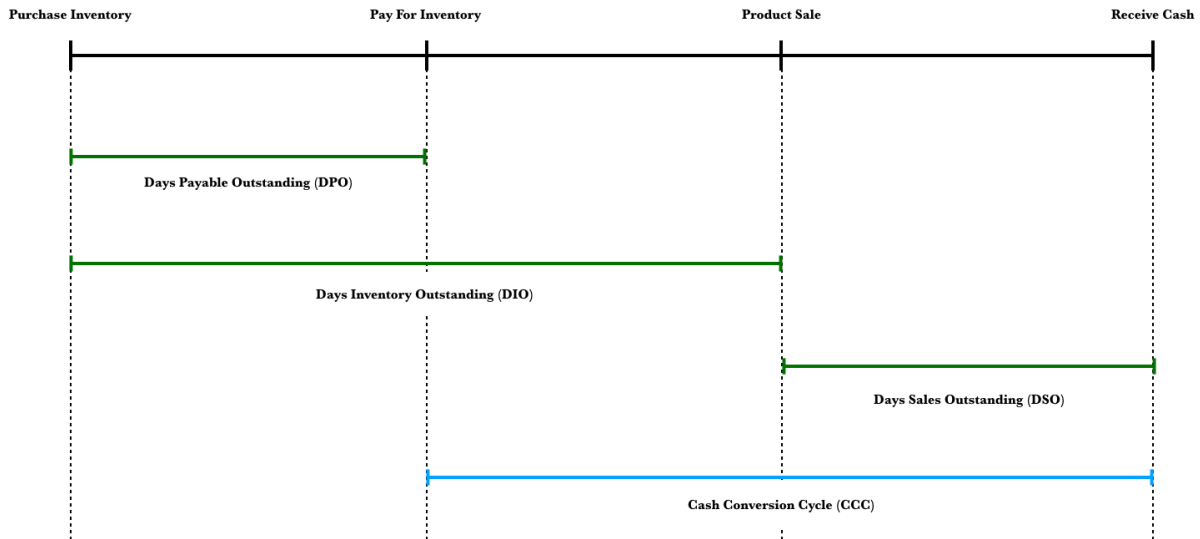 Purchase Inventory
Pay For Inventory
Product Sale
Receive Cash
Days Payable Outstanding (DPO)
Days Inventory Outstanding (DIO)
Days Sales Outstanding (DSO)
Cash Conversion Cycle (CCC)